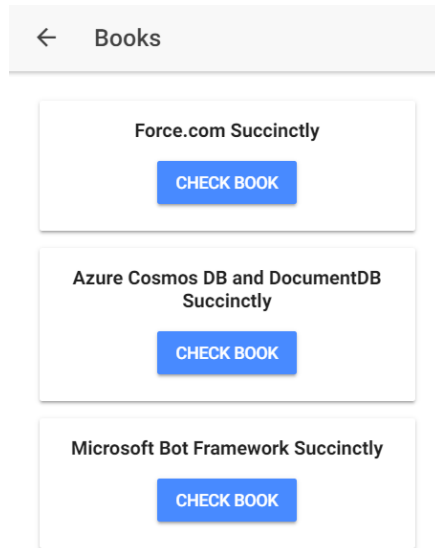 Books
Force.com Succinctly
CHECK BOOK
Azure Cosmos DB and DocumentDB
Succinctly
CHECK BOOK
Microsoft Bot Framework Succinctly
CHECK BOOK